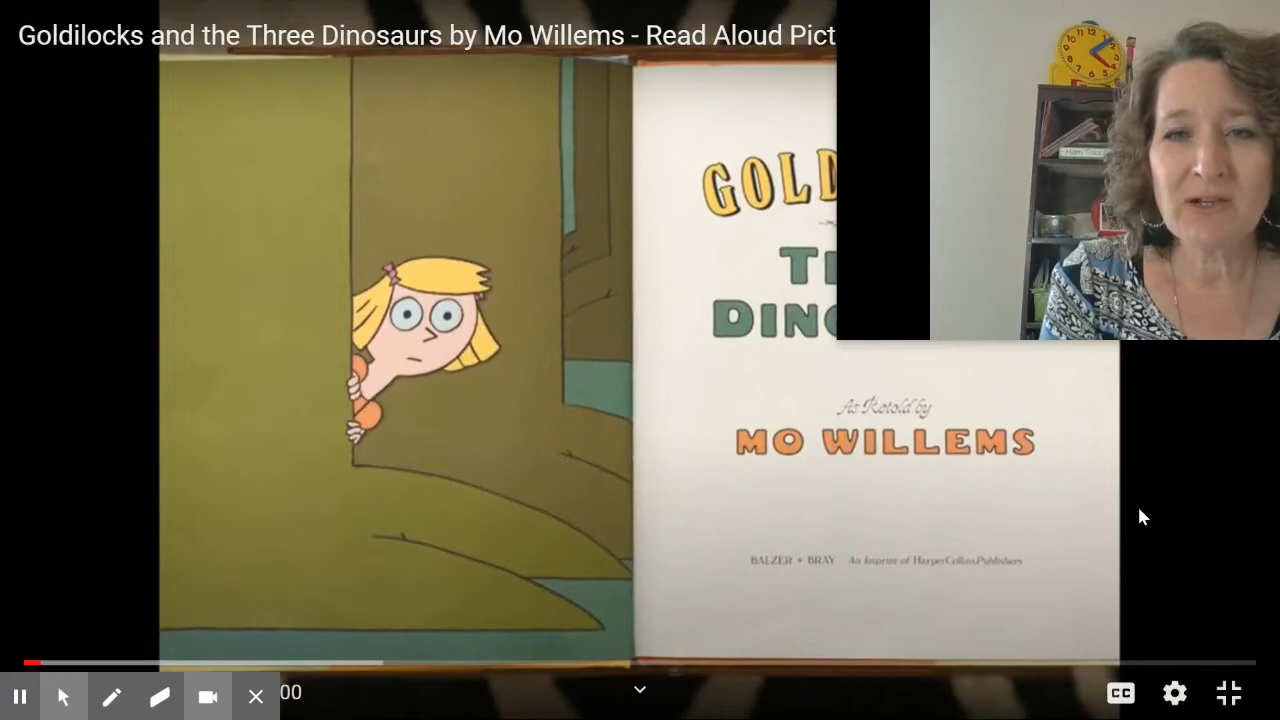 Goldilocks and the Three Dinosaurs by Mo Willems - Read Aloud Pict
GOLD
DINO
As Retold by
MO WILLEMS
BALZER + BRAY An Imprint of HarperCollinsPublishers
00
CC